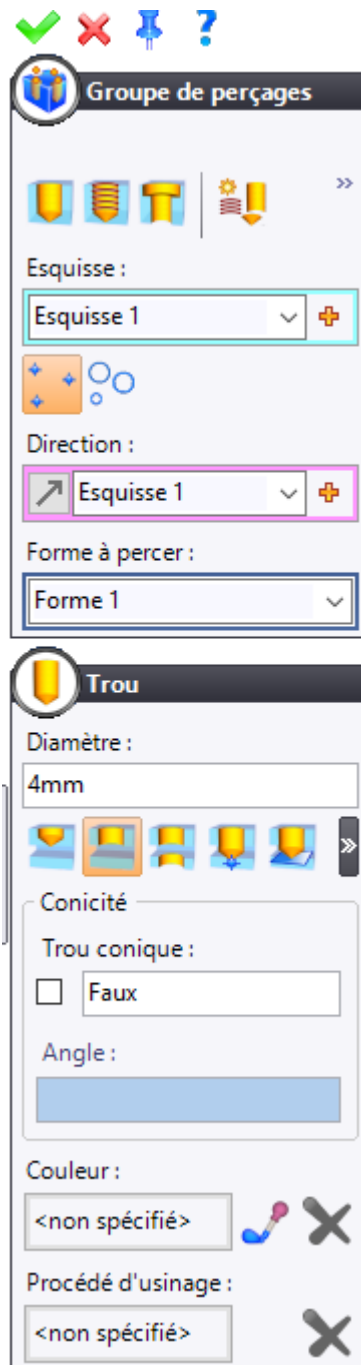 Groupe de perçages
Esquisse :
Esquisse 1
Direction :
Esquisse 1
Forme à percer :
Forme 1
Trou
Diamètre :
4mm
Conicité
Trou conique :
Faux
Angle :
Couleur :
<non spécifié>
Procédé d'usinage :
<non spécifié>